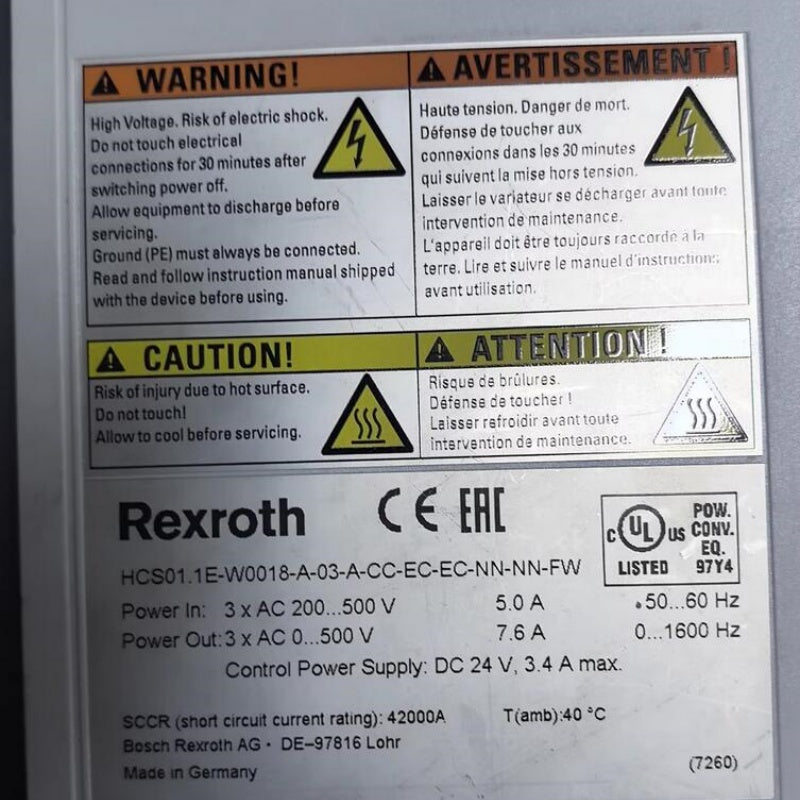 WARNING!
High Voltage. Risk of electric shock.
Do not touch electrical
connections for 30 minutes after
switching power off.
Allow equipment to discharge before
servicing.
Ground (PE) must always be connected.
Read and follow instruction manual shipped
with the device before using.
AVERTISSEMENT !
Haute tension. Danger de mort.
Défense de toucher aux
connexions dans les 30 minutes
qui suivent la mise hors tension.
Laisser le variateur se décharger avant toute
intervention de maintenance.
L'appareil doit être toujours raccordé à la
terre. Lire et suivre le manuel d'instructions
avant utilisation.
CAUTION!
Risk of injury due to hot surface.
Do not touch!
Allow to cool before servicing.
ATTENTION !
Risque de brûlures.
Défense de toucher !
Laisser refroidir avant toute
intervention de maintenance.
Rexroth CE EAC
c UL us LISTED
POW.
CONV.
EQ.
97Y4
HCS01.1E-W0018-A-03-A-CC-EC-EC-NN-NN-FW
Power In: 3 x AC 200...500 V 5.0 A 50...60 Hz
Power Out: 3 x AC 0...500 V 7.6 A 0...1600 Hz
Control Power Supply: DC 24 V, 3.4 A max.
SCCR (short circuit current rating): 42000A T(amb):40 °C
Bosch Rexroth AG • DE-97816 Lohr
Made in Germany
(7260)